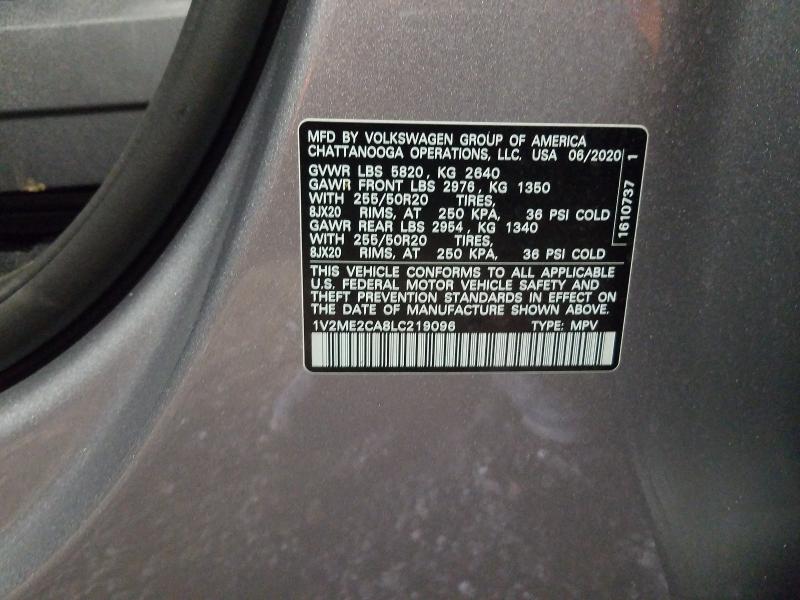 MFD BY VOLKSWAGEN GROUP OF AMERICA
CHATTANOOGA OPERATIONS, LLC. USA 06/2020
GVWR LBS 5820, KG 2640
GAWR FRONT LBS 2976, KG 1350
WITH 255/50R20 TIRES,
8JX20 RIMS, AT 250 KPA, 36 PSI COLD
GAWR REAR LBS 2954, KG 1340
WITH 255/50R20 TIRES,
8JX20 RIMS, AT 250 KPA, 36 PSI COLD
THIS VEHICLE CONFORMS TO ALL APPLICABLE
U.S. FEDERAL MOTOR VEHICLE SAFETY AND
THEFT PREVENTION STANDARDS IN EFFECT ON
THE DATE OF MANUFACTURE SHOWN ABOVE.
1V2ME2CA8LC219096 TYPE: MPV
1610737 1